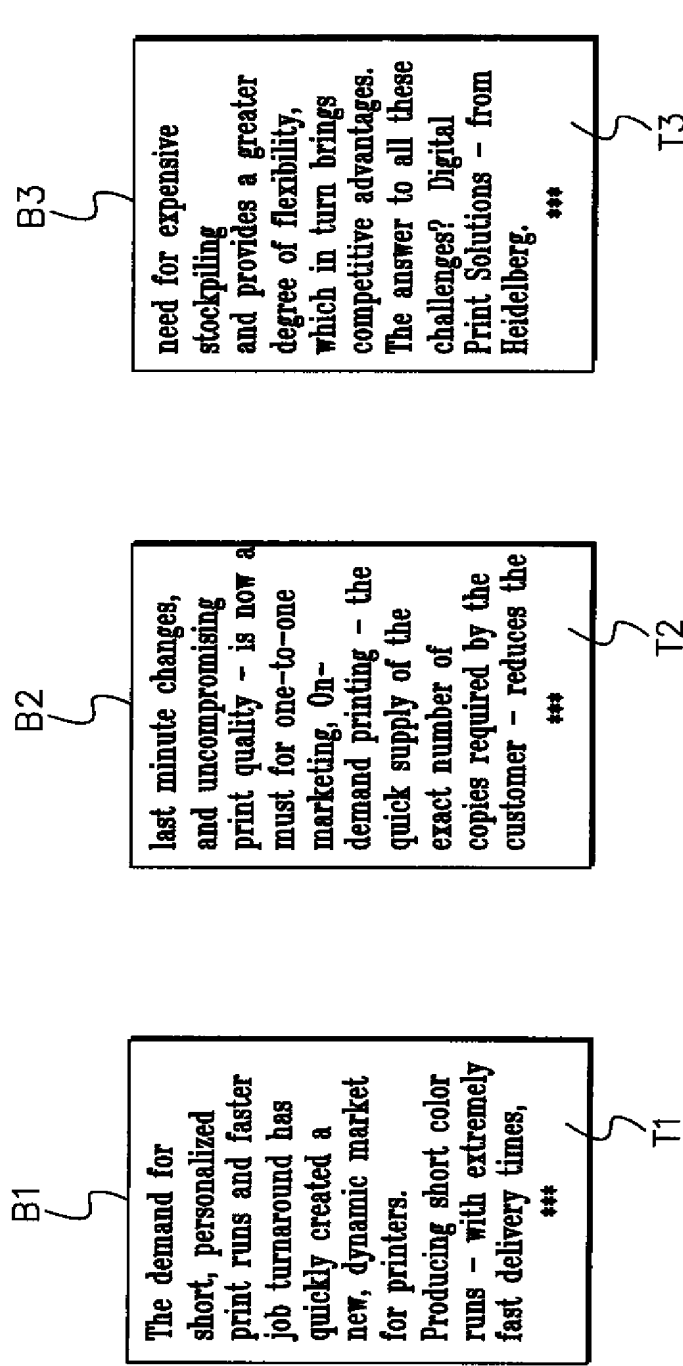 B1
The demand for
short, personalized
print runs and faster
job turnaround has
quickly created a
new, dynamic market
for printers.
Producing short color
runs – with extremely
fast delivery times,
***
T1
B2
last minute changes,
and uncompromising
print quality – is now a
must for one-to-one
marketing, On-
demand printing – the
quick supply of the
exact number of
copies required by the
customer – reduces the
***
T2
B3
need for expensive
stockpiling
and provides a greater
degree of flexibility,
which in turn brings
competitive advantages.
The answer to all these
challenges? Digital
Print Solutions – from
Heidelberg.
***
T3